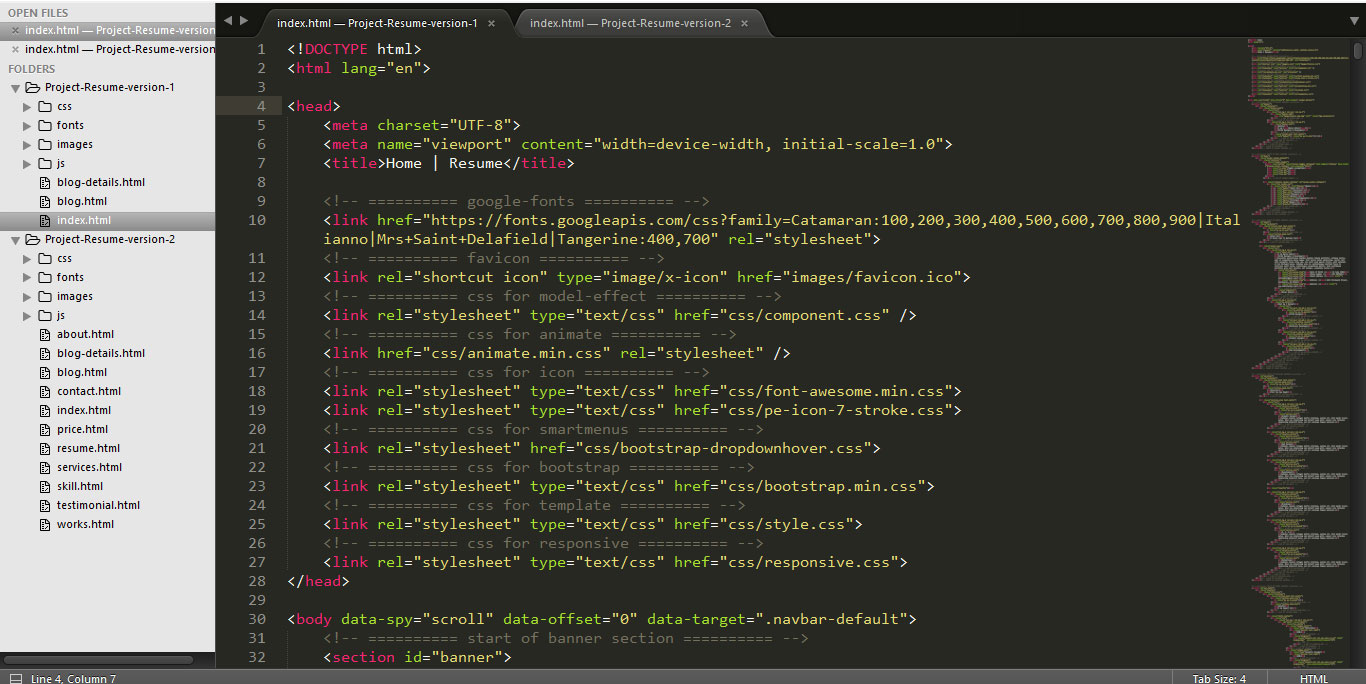 OPEN FILES
index.html — Project-Resume-version
index.html — Project-Resume-version
FOLDERS
Project-Resume-version-1
css
fonts
images
js
blog-details.html
blog.html
index.html
Project-Resume-version-2
css
fonts
images
js
about.html
blog-details.html
blog.html
contact.html
index.html
price.html
resume.html
services.html
skill.html
testimonial.html
works.html
index.html — Project-Resume-version-1 ×
index.html — Project-Resume-version-2 ×
1 <!DOCTYPE html>
2 <html lang="en">
3
4 <head>
5     <meta charset="UTF-8">
6     <meta name="viewport" content="width=device-width, initial-scale=1.0">
7     <title>Home | Resume</title>
8
9     <!-- ========== google-fonts ========== -->
10     <link href="https://fonts.googleapis.com/css?family=Catamaran:100,200,300,400,500,600,700,800,900|Ital
ianno|Mrs+Saint+Delafield|Tangerine:400,700" rel="stylesheet">
11     <!-- ========== favicon ========== -->
12     <link rel="shortcut icon" type="image/x-icon" href="images/favicon.ico">
13     <!-- ========== css for model-effect ========== -->
14     <link rel="stylesheet" type="text/css" href="css/component.css" />
15     <!-- ========== css for animate ========== -->
16     <link href="css/animate.min.css" rel="stylesheet" />
17     <!-- ========== css for icon ========== -->
18     <link rel="stylesheet" type="text/css" href="css/font-awesome.min.css">
19     <link rel="stylesheet" type="text/css" href="css/pe-icon-7-stroke.css">
20     <!-- ========== css for smartmenus ========== -->
21     <link rel="stylesheet" href="css/bootstrap-dropdownhover.css">
22     <!-- ========== css for bootstrap ========== -->
23     <link rel="stylesheet" type="text/css" href="css/bootstrap.min.css">
24     <!-- ========== css for template ========== -->
25     <link rel="stylesheet" type="text/css" href="css/style.css">
26     <!-- ========== css for responsive ========== -->
27     <link rel="stylesheet" type="text/css" href="css/responsive.css">
28 </head>
29
30 <body data-spy="scroll" data-offset="0" data-target=".navbar-default">
31     <!-- ========== start of banner section ========== -->
32     <section id="banner">
Line 4, Column 7
Tab Size: 4
HTML